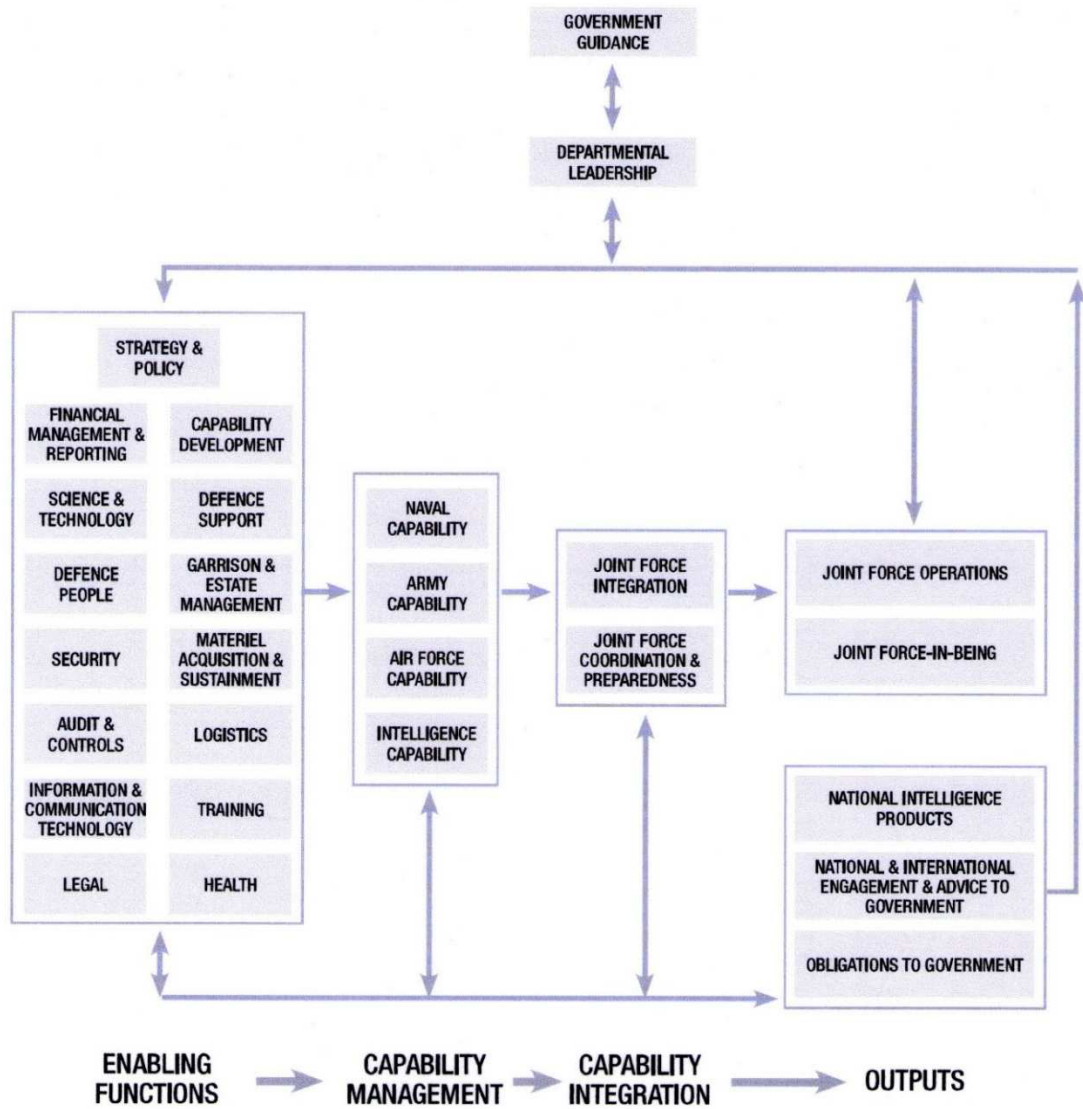 GOVERNMENT
GUIDANCE
DEPARTMENTAL
LEADERSHIP
STRATEGY &
POLICY
FINANCIAL
MANAGEMENT &
REPORTING
CAPABILITY
DEVELOPMENT
SCIENCE &
TECHNOLOGY
DEFENCE
SUPPORT
DEFENCE
PEOPLE
GARRISON &
ESTATE
MANAGEMENT
SECURITY
MATERIEL
ACQUISITION &
SUSTAINMENT
AUDIT &
CONTROLS
LOGISTICS
INFORMATION &
COMMUNICATION
TECHNOLOGY
TRAINING
LEGAL
HEALTH
NAVAL
CAPABILITY
ARMY
CAPABILITY
AIR FORCE
CAPABILITY
INTELLIGENCE
CAPABILITY
JOINT FORCE
INTEGRATION
JOINT FORCE
COORDINATION &
PREPAREDNESS
JOINT FORCE OPERATIONS
JOINT FORCE-IN-BEING
NATIONAL INTELLIGENCE
PRODUCTS
NATIONAL & INTERNATIONAL
ENGAGEMENT & ADVICE TO
GOVERNMENT
OBLIGATIONS TO GOVERNMENT
ENABLING
FUNCTIONS
CAPABILITY
MANAGEMENT
CAPABILITY
INTEGRATION
OUTPUTS